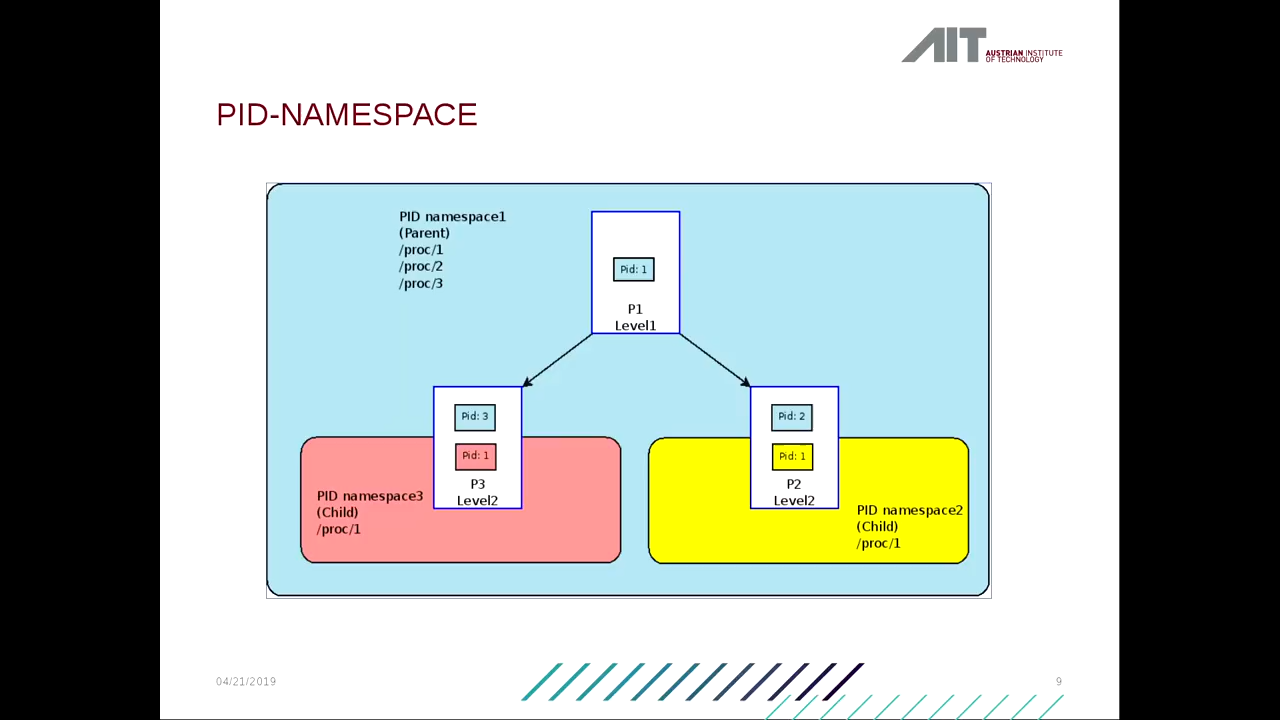 AIT
AUSTRIAN INSTITUTE
OF TECHNOLOGY
PID-NAMESPACE
PID namespace1
(Parent)
/proc/1
/proc/2
/proc/3
Pid: 1
P1
Level1
Pid: 3
Pid: 1
P3
Level2
PID namespace3
(Child)
/proc/1
Pid: 2
Pid: 1
P2
Level2
PID namespace2
(Child)
/proc/1
04/21/2019
9